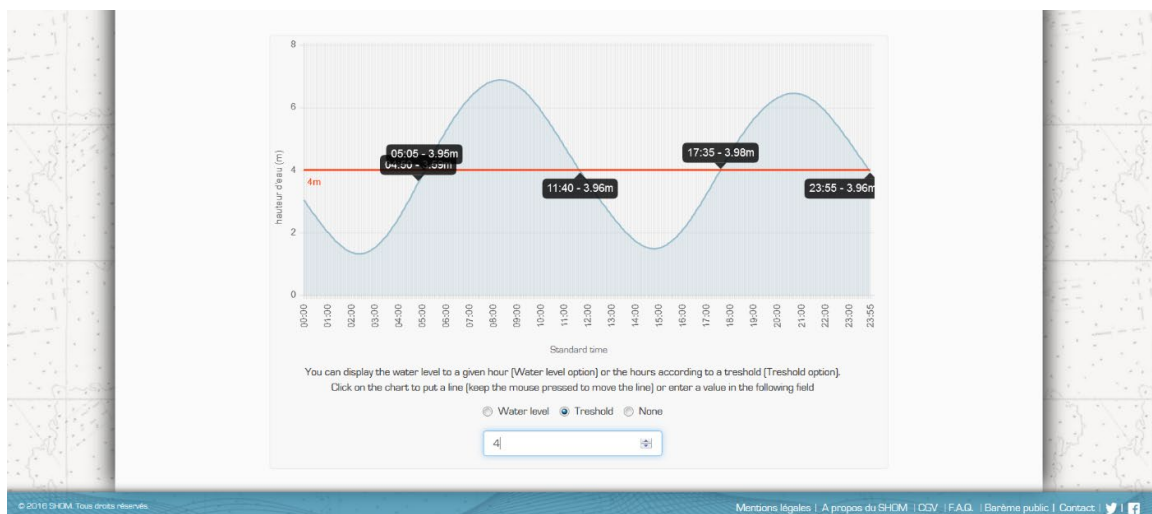 8
6
4
2
0
hauteur d'eau (m)
4m
05:05 - 3.95m
11:40 - 3.96m
17:35 - 3.98m
23:55 - 3.96m
00:00 01:00 02:00 03:00 04:00 05:00 06:00 07:00 08:00 09:00 10:00 11:00 12:00 13:00 14:00 15:00 16:00 17:00 18:00 19:00 20:00 21:00 22:00 23:00 23:55
Standard time
You can display the water level to a given hour (Water level option) or the hours according to a treshold (Treshold option).
Click on the chart to put a line (keep the mouse pressed to move the line) or enter a value in the following field
Water level Treshold None
4
© 2016 SHOM. Tous droits réservés.
Mentions légales | A propos du SHOM | CGV | F.A.Q. | Barème public | Contact |